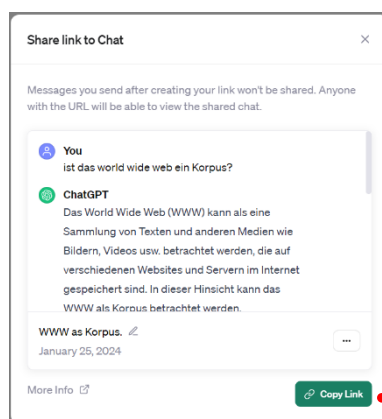 Share link to Chat
Messages you send after creating your link won't be shared. Anyone
with the URL will be able to view the shared chat.
You
ist das world wide web ein Korpus?
ChatGPT
Das World Wide Web (WWW) kann als eine
Sammlung von Texten und anderen Medien wie
Bildern, Videos usw. betrachtet werden, die auf
verschiedenen Websites und Servern im Internet
gespeichert sind. In dieser Hinsicht kann das
WWW als Korpus betrachtet werden.
WWW as Korpus.
January 25, 2024
More Info
Copy Link